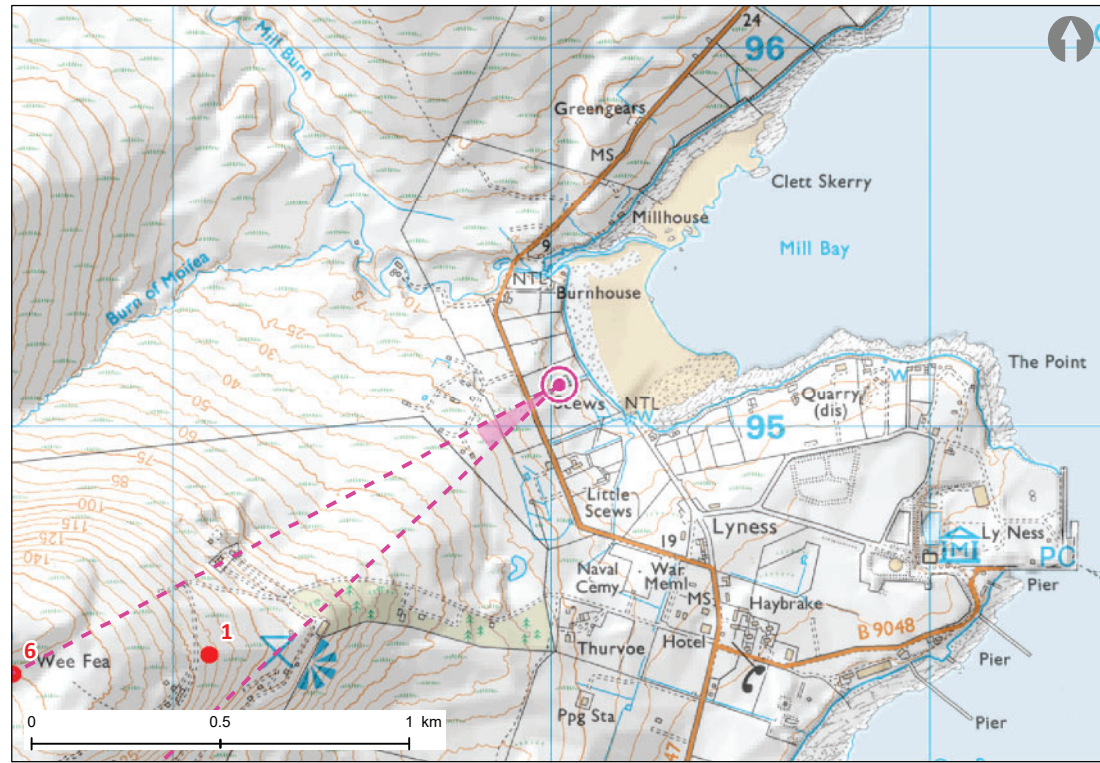 24
96
Mill Burn
Greengears
MS
Clett Skerry
Millhouse
Mill Bay
9
Burn of Moifea
NTL
Burnhouse
15
10
25
30
40
50
60
75
85
100
115
125
140
The Point
W
Quarry
(dis)
Scews
NTL
W
95
Little
Scews
Lyness
19
Ly Ness
M
PC
Naval
Cemy
War
Meml
MS
Pier
Haybrake
B 9048
1
6
Wee Fea
Thurvoe
Hotel
Pier
Ppg Sta
Pier
47
0
0.5
1 km